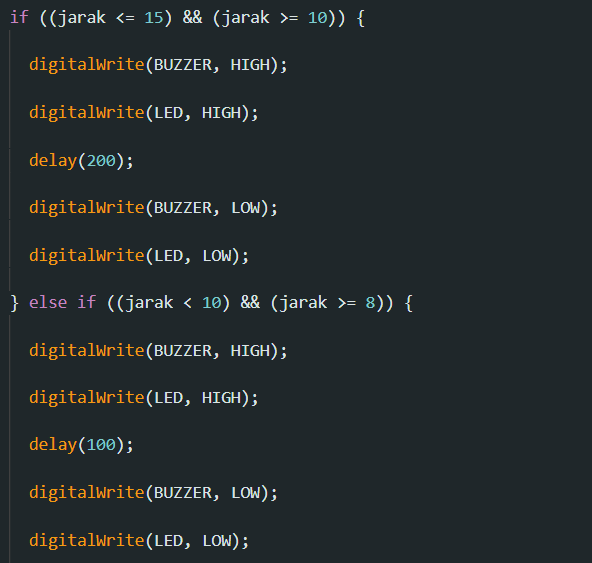 if ((jarak <= 15) && (jarak >= 10)) {
digitalWrite(BUZZER, HIGH);
digitalWrite(LED, HIGH);
delay(200);
digitalWrite(BUZZER, LOW);
digitalWrite(LED, LOW);
} else if ((jarak < 10) && (jarak >= 8)) {
digitalWrite(BUZZER, HIGH);
digitalWrite(LED, HIGH);
delay(100);
digitalWrite(BUZZER, LOW);
digitalWrite(LED, LOW);